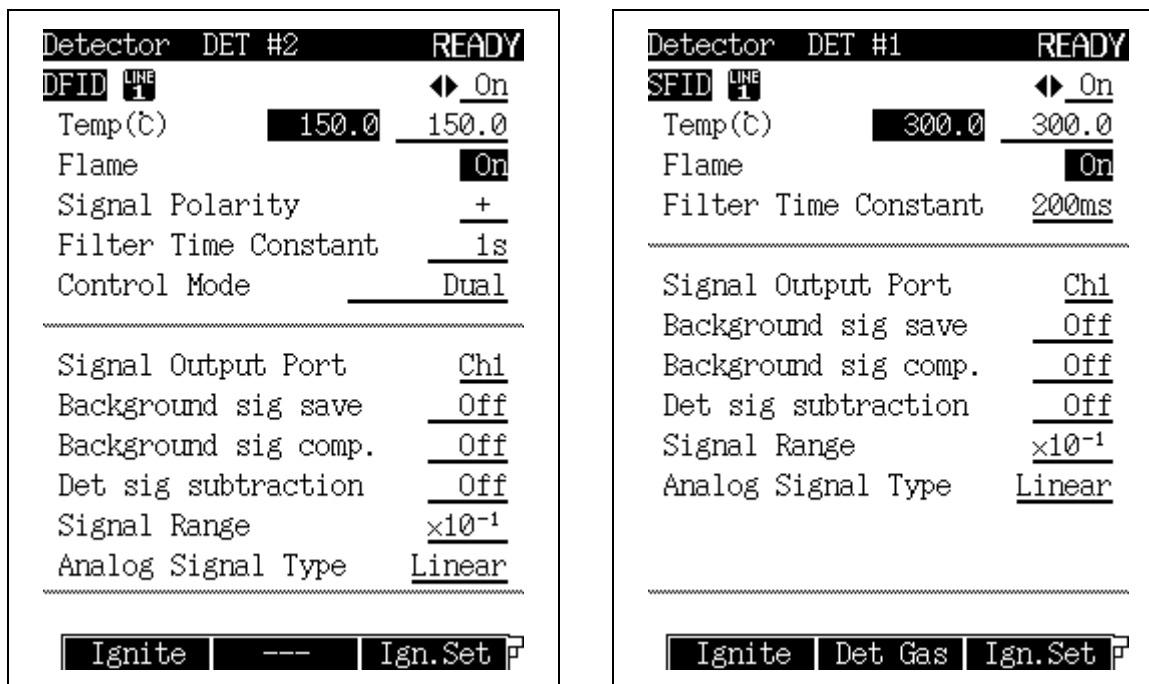 Detector DET #2 READY
DFID LINE 1 On
Temp(℃) 150.0 150.0
Flame On
Signal Polarity +
Filter Time Constant 1s
Control Mode Dual
Signal Output Port Ch1
Background sig save Off
Background sig comp. Off
Det sig subtraction Off
Signal Range ×10⁻¹
Analog Signal Type Linear
Ignite --- Ign.Set
Detector DET #1 READY
SFID LINE 1 On
Temp(℃) 300.0 300.0
Flame On
Filter Time Constant 200ms
Signal Output Port Ch1
Background sig save Off
Background sig comp. Off
Det sig subtraction Off
Signal Range ×10⁻¹
Analog Signal Type Linear
Ignite Det Gas Ign.Set